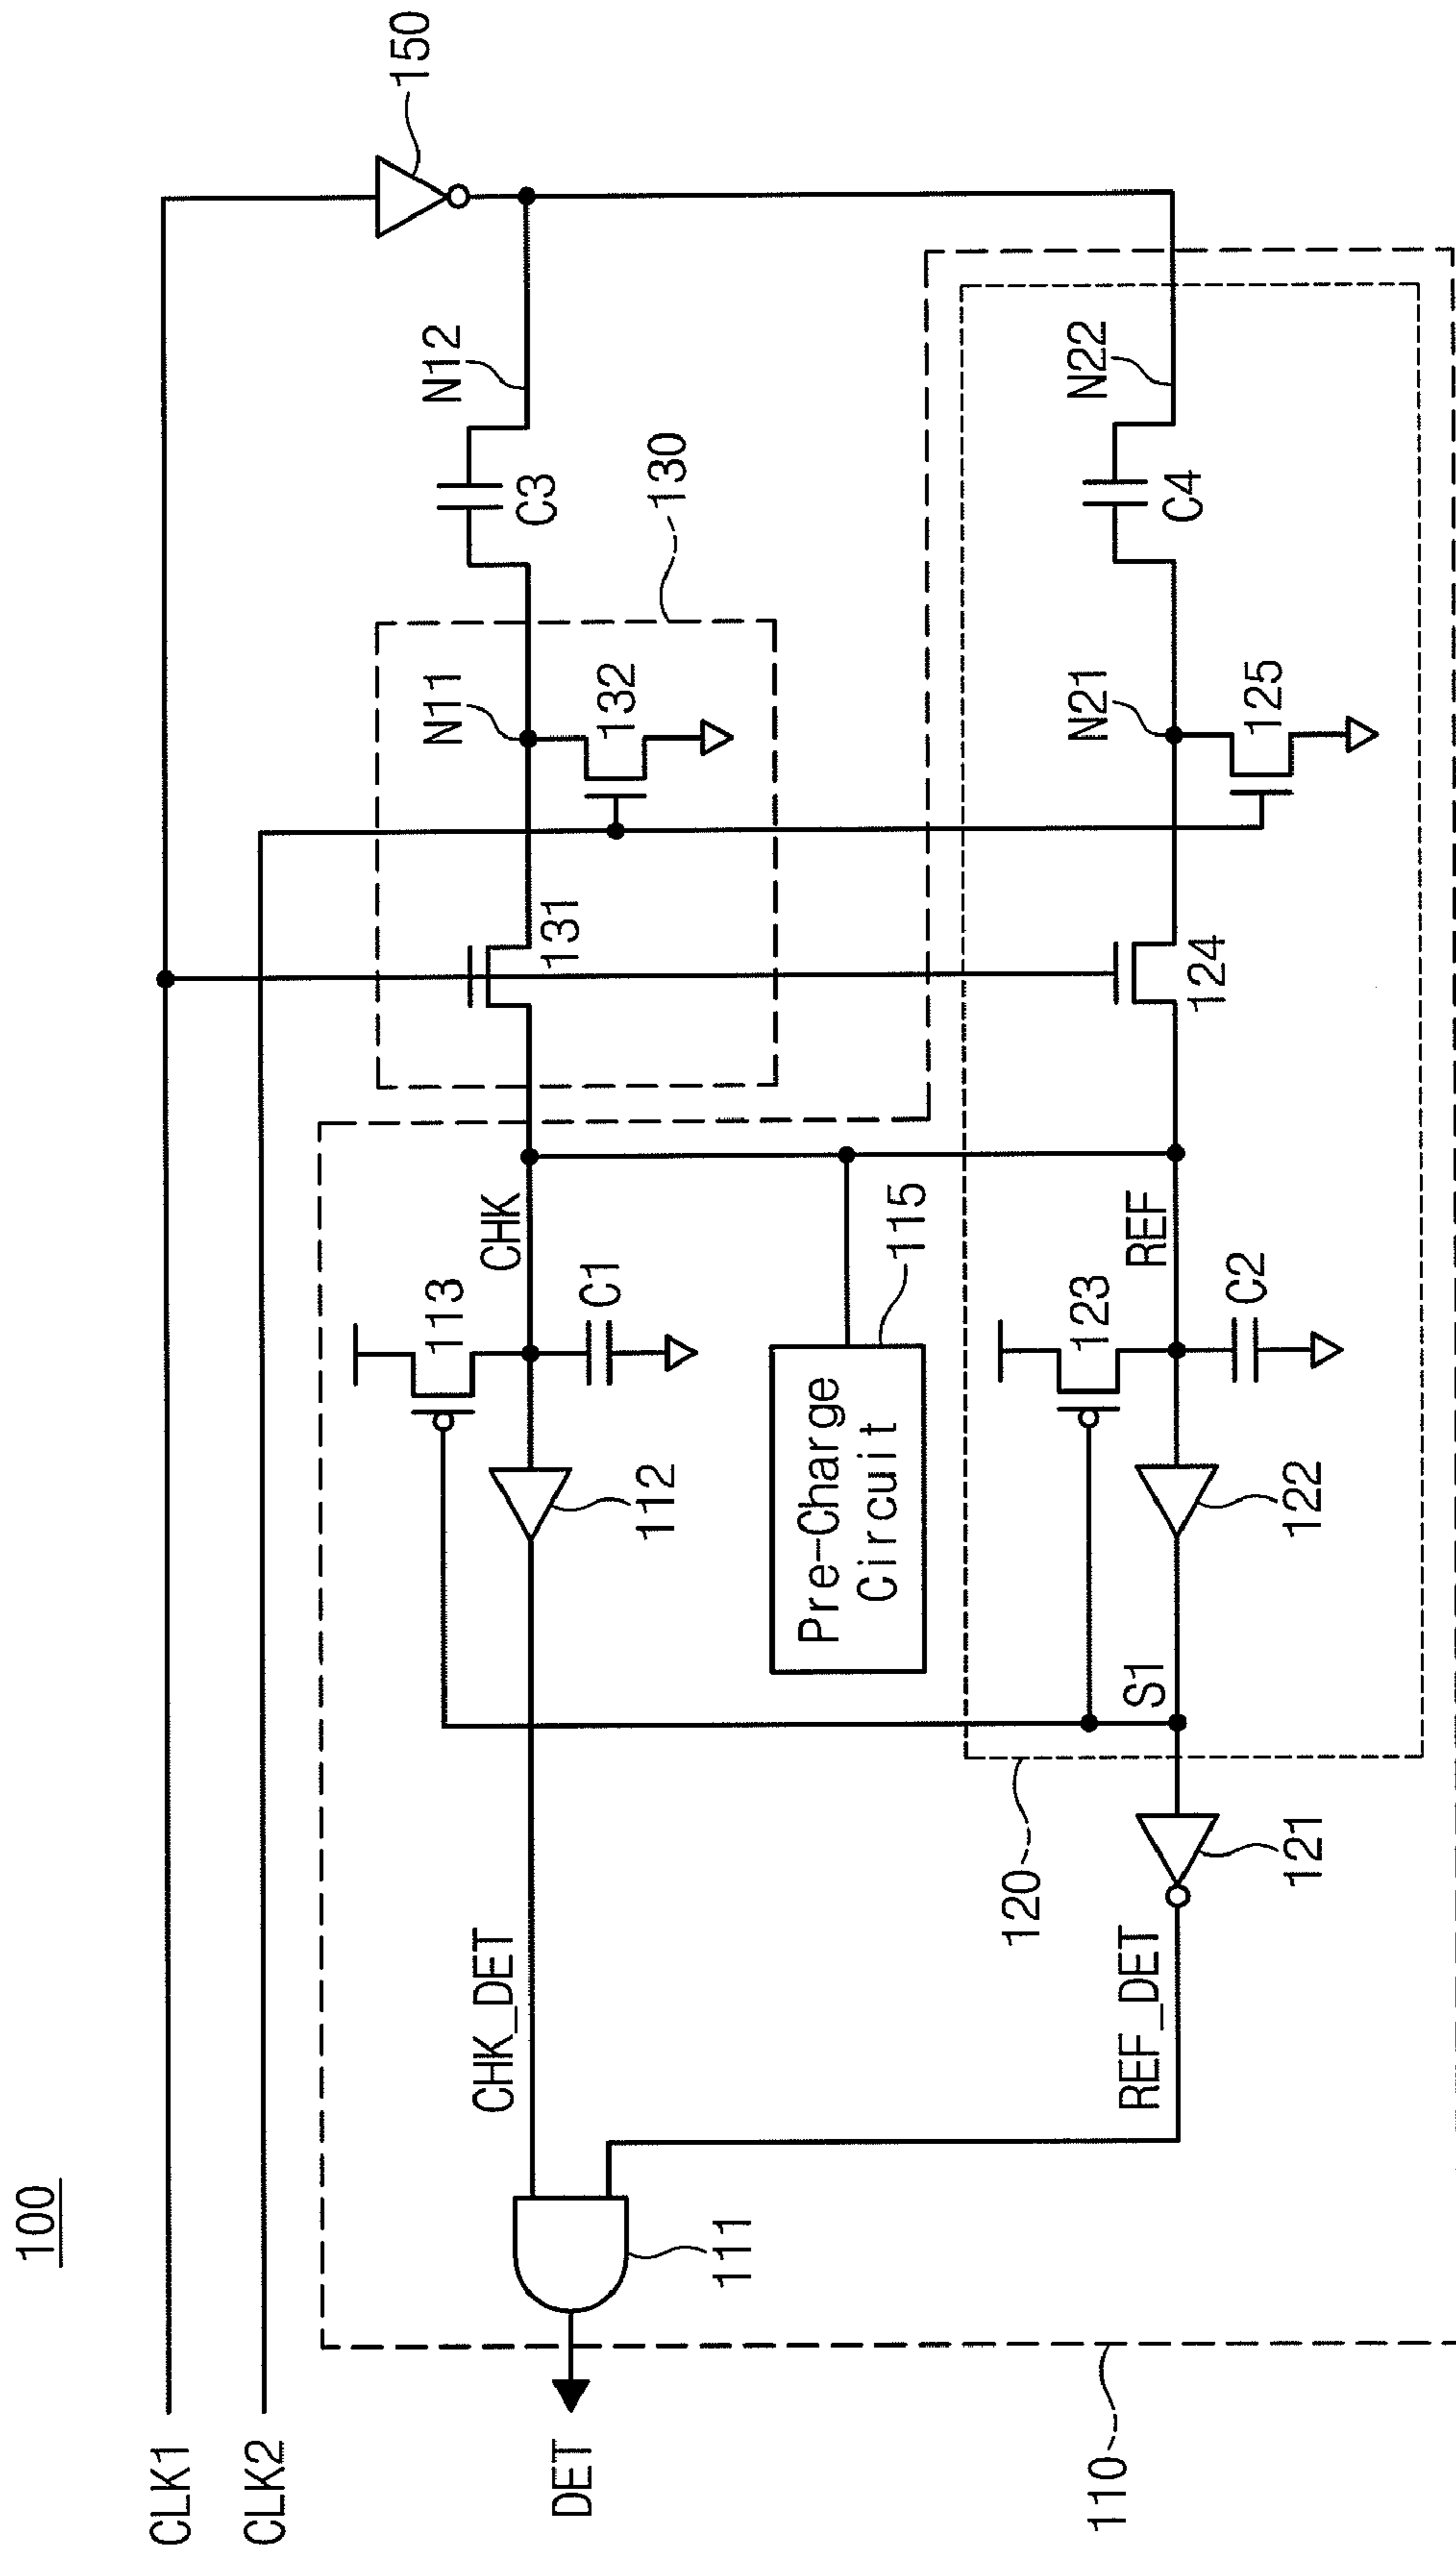 100
CLK1
CLK2
150
N12
C3
130
N11
132
131
CHK
113
C1
112
115
Pre-Charge
Circuit
CHK_DET
111
DET
N22
C4
N21
125
124
REF
123
C2
122
S1
120
121
REF_DET
110